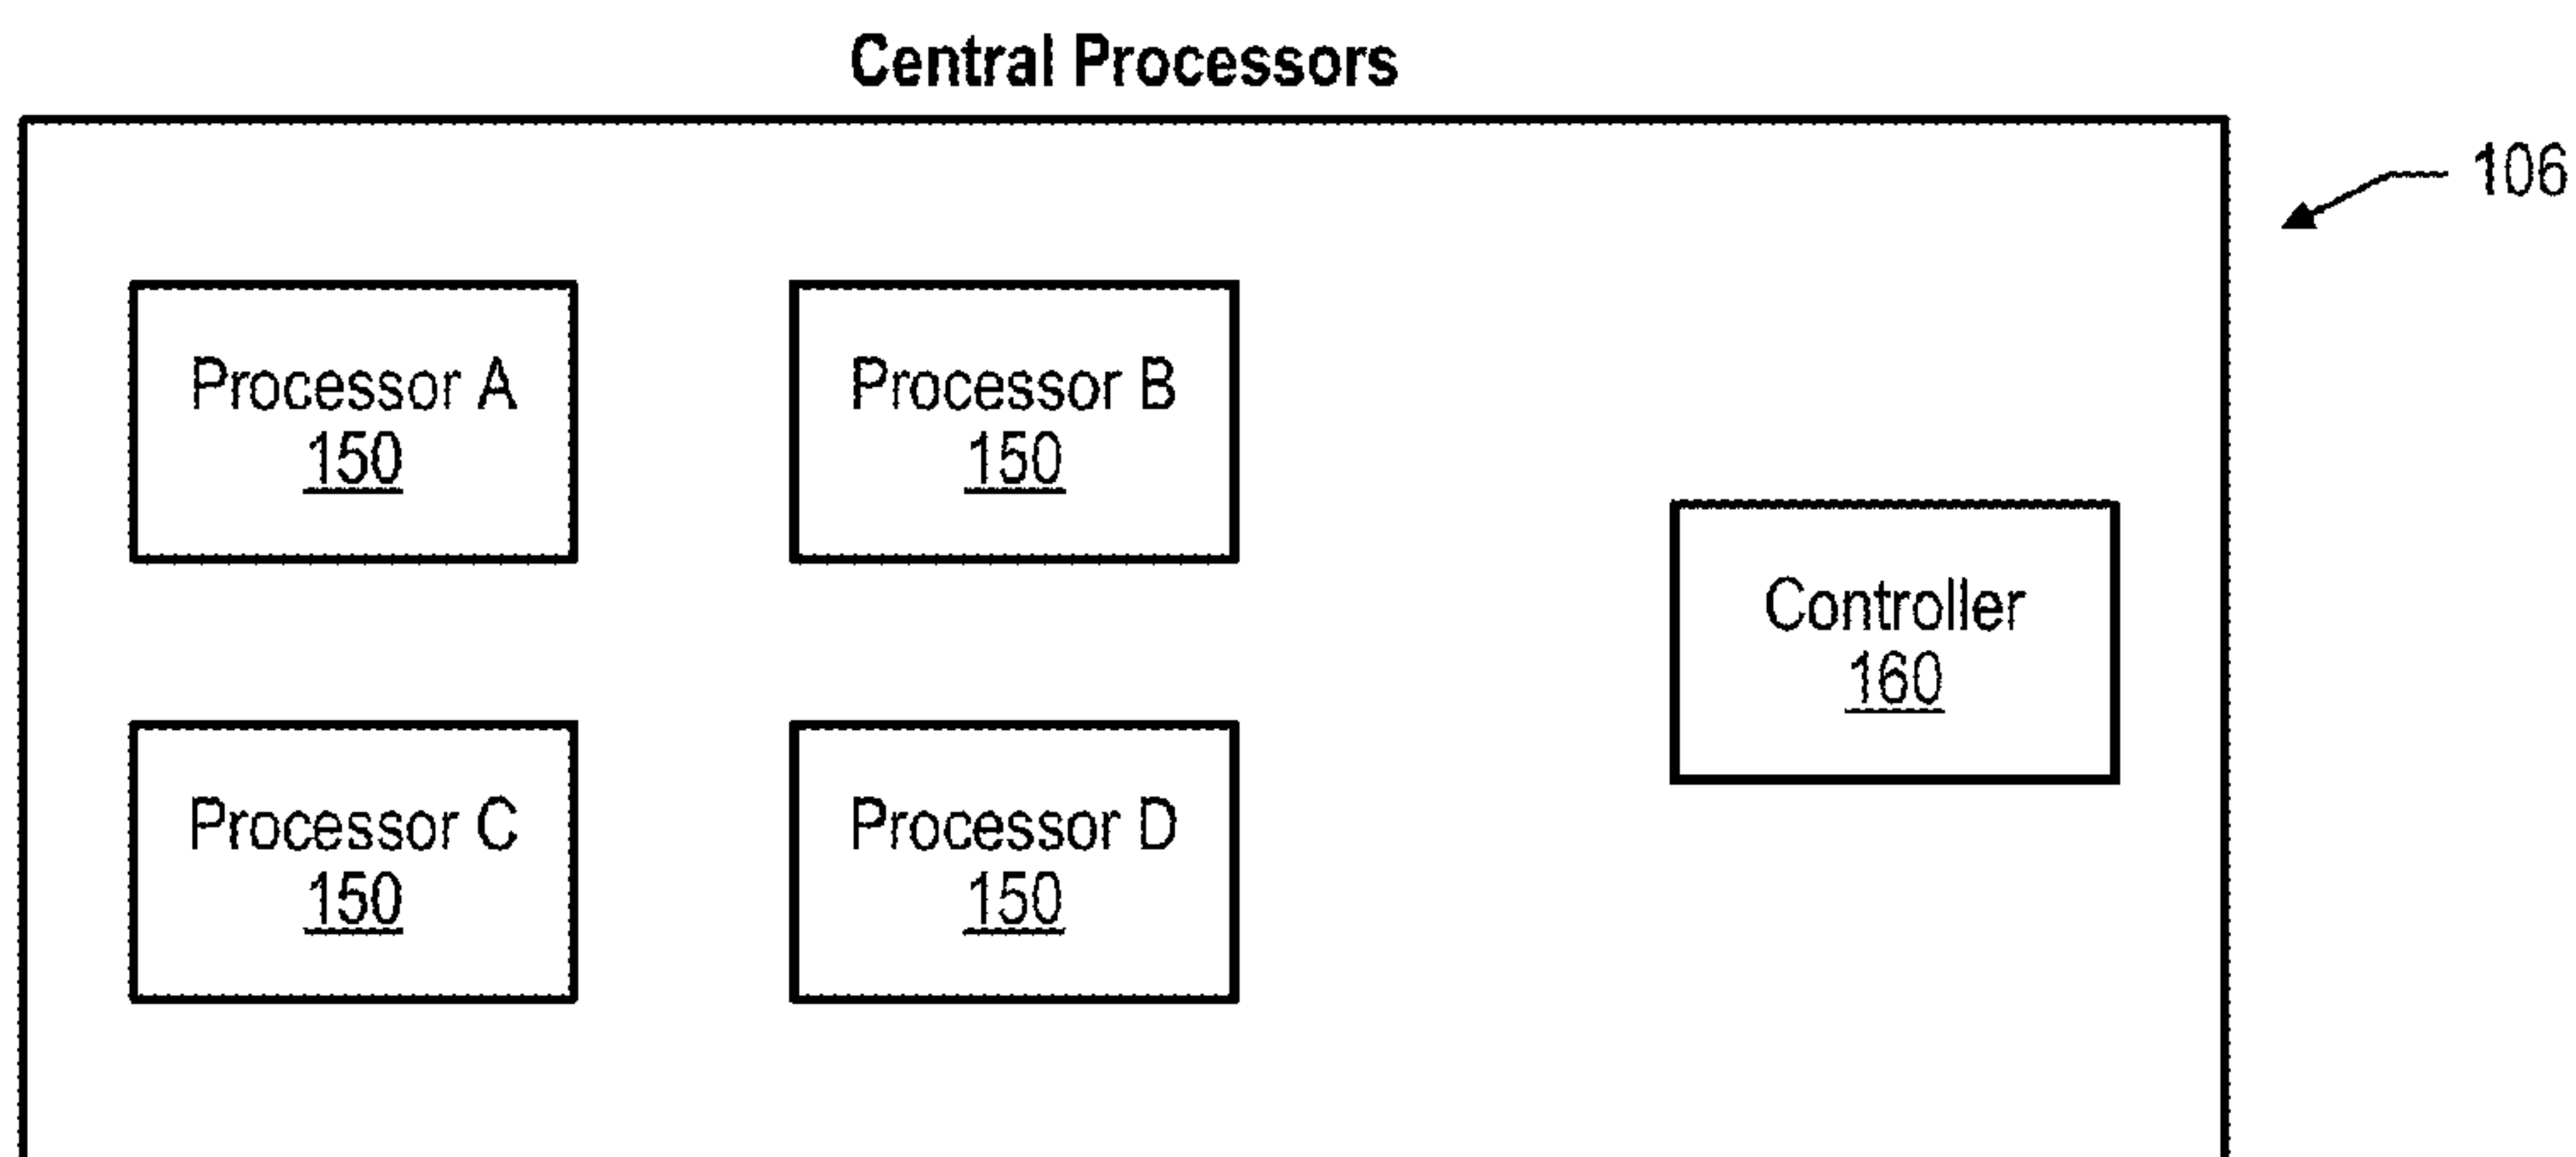 Central Processors
106
Processor A
150
Processor B
150
Controller
160
Processor C
150
Processor D
150